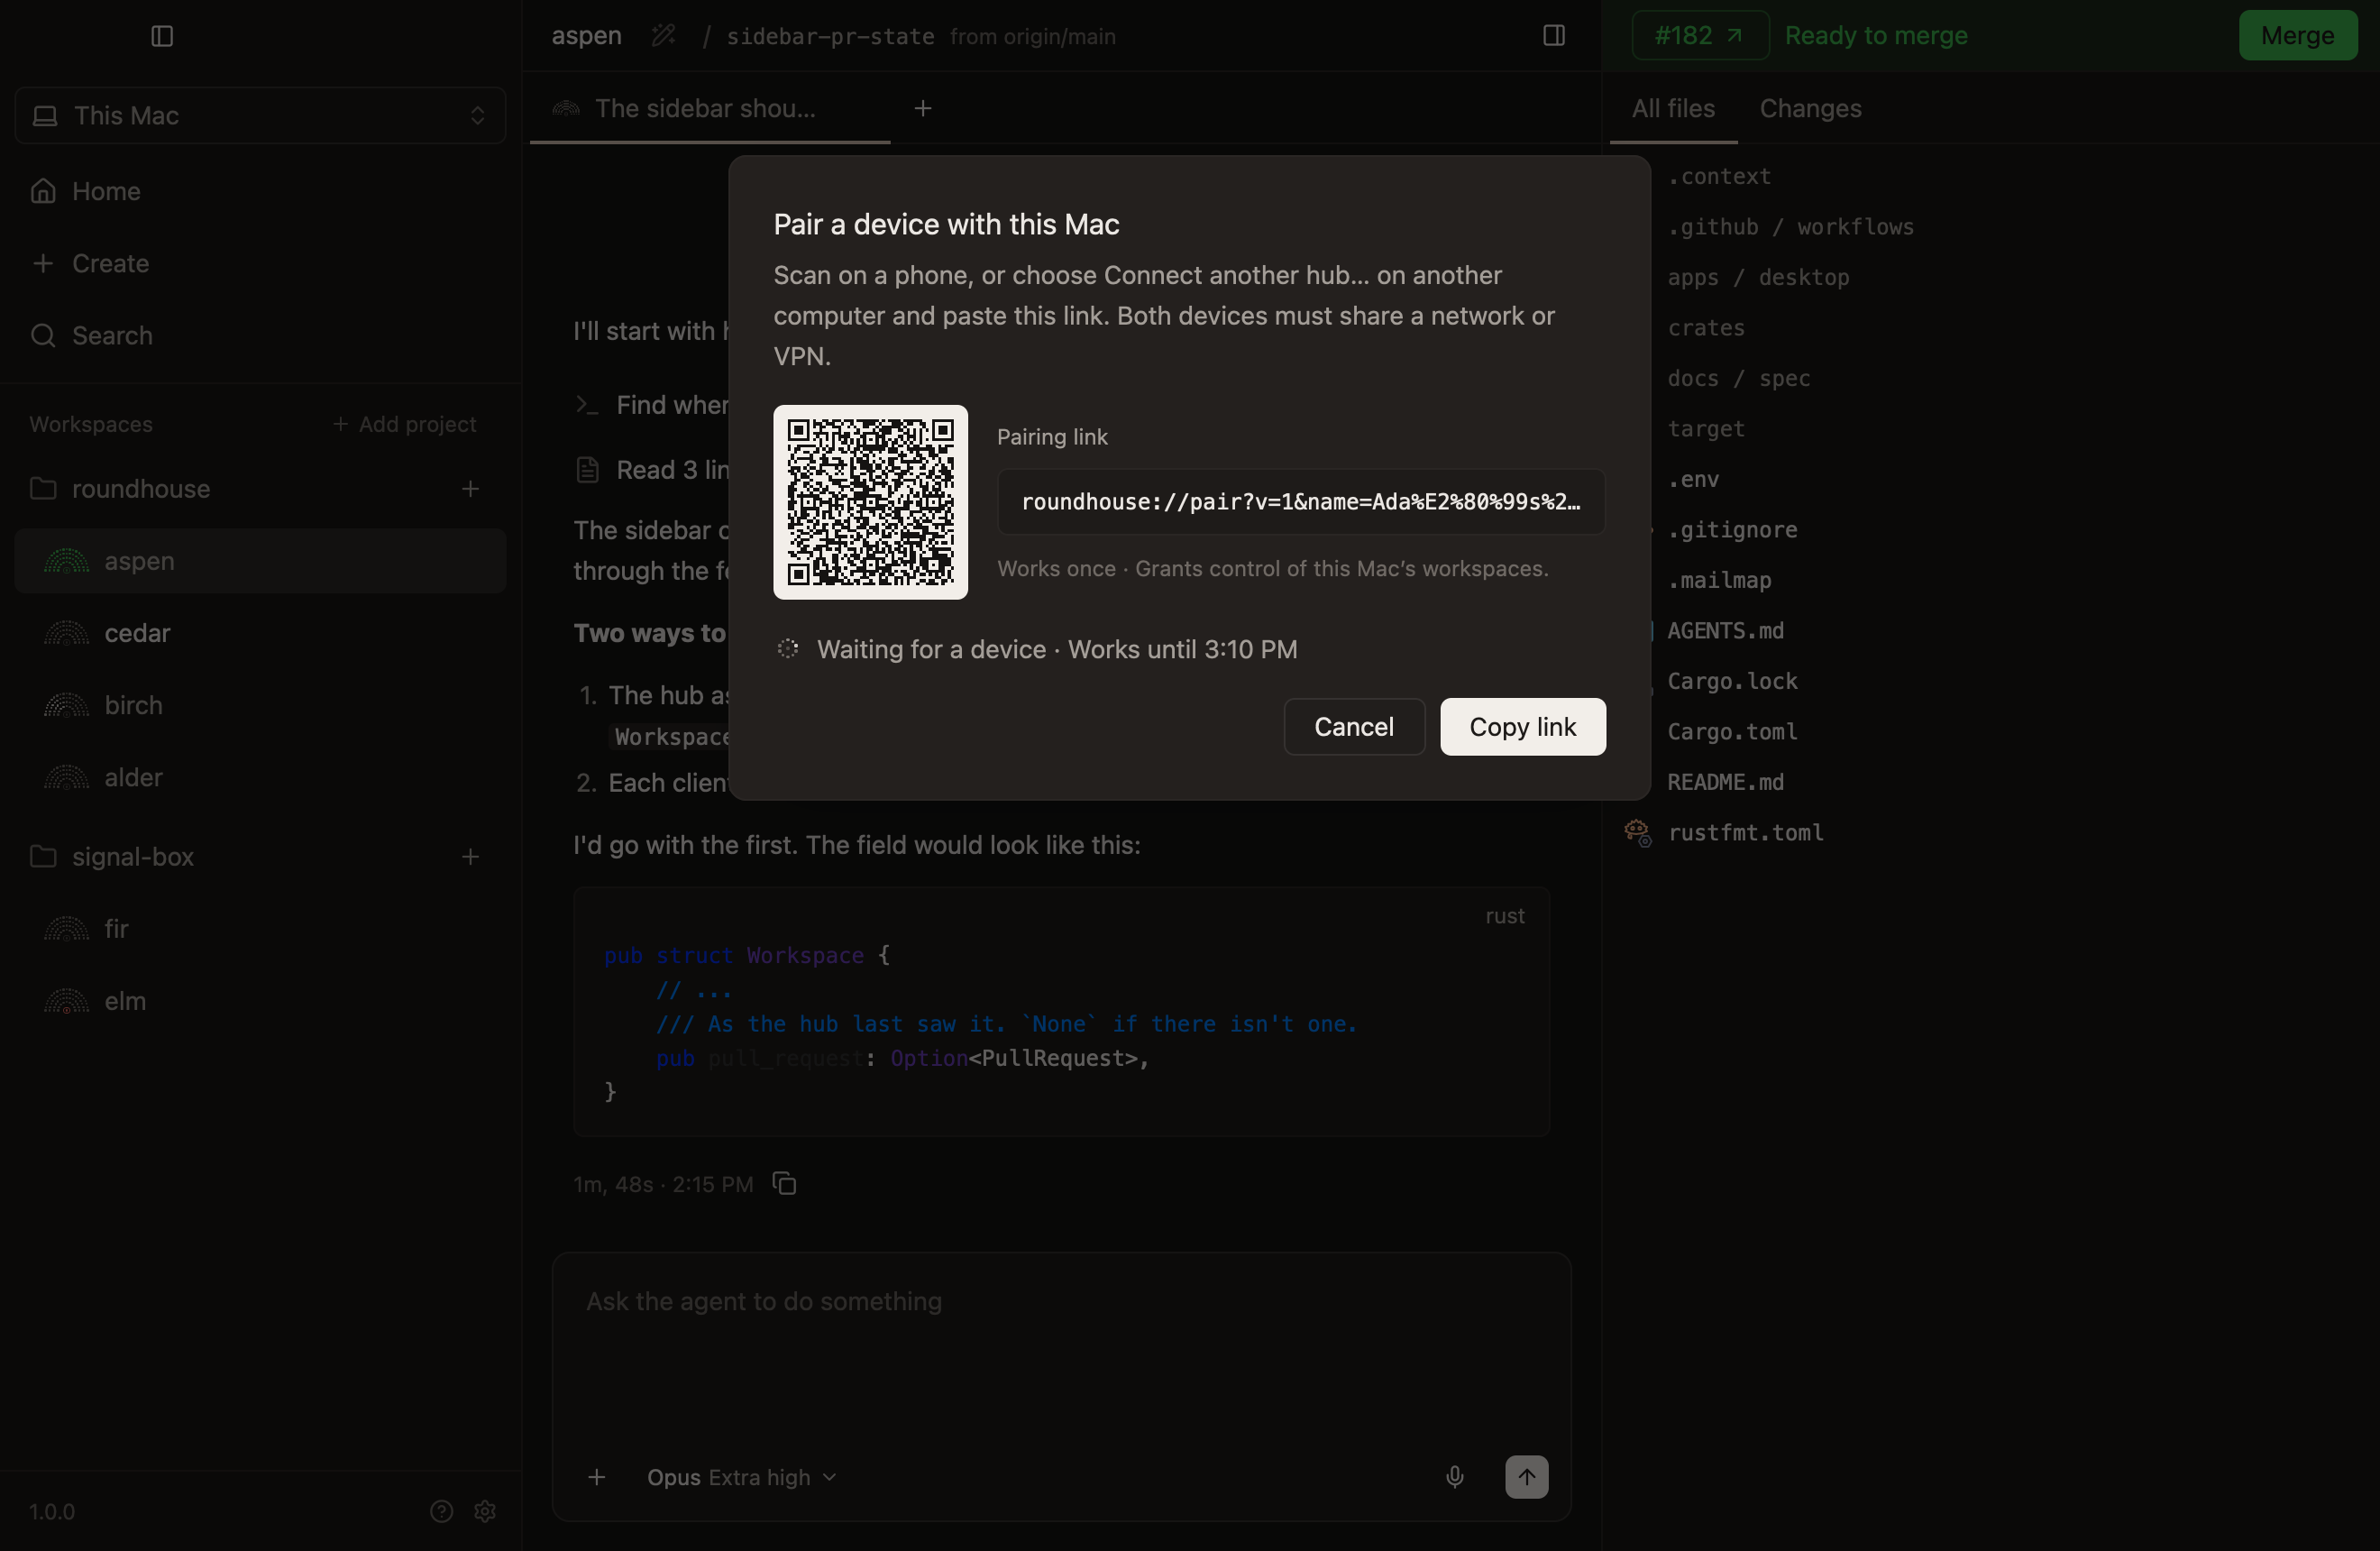 This Mac
Home
Create
Search
Workspaces
Add project
roundhouse
aspen
cedar
birch
alder
signal-box
fir
elm
1.0.0
aspen / sidebar-pr-state from origin/main
The sidebar shou...
I'll start with
Find
Read 3
The sidebar
through the
Two ways to
1. The hub
Workspace
2. Each
I'd go with the first. The field would look like this:
rust
pub struct Workspace {
// ...
/// As the hub last saw it. `None` if there isn't one.
pub pull_request: Option<PullRequest>,
}
1m, 48s · 2:15 PM
Ask the agent to do something
Opus Extra high
Pair a device with this Mac
Scan on a phone, or choose Connect another hub... on another
computer and paste this link. Both devices must share a network or
VPN.
Pairing link
roundhouse://pair?v=1&name=Ada%E2%80%99s%2…
Works once · Grants control of this Mac’s workspaces.
Waiting for a device · Works until 3:10 PM
Cancel
Copy link
#182 Ready to merge
Merge
All files
Changes
.context
.github / workflows
apps / desktop
crates
docs / spec
target
.env
.gitignore
.mailmap
AGENTS.md
Cargo.lock
Cargo.toml
README.md
rustfmt.toml